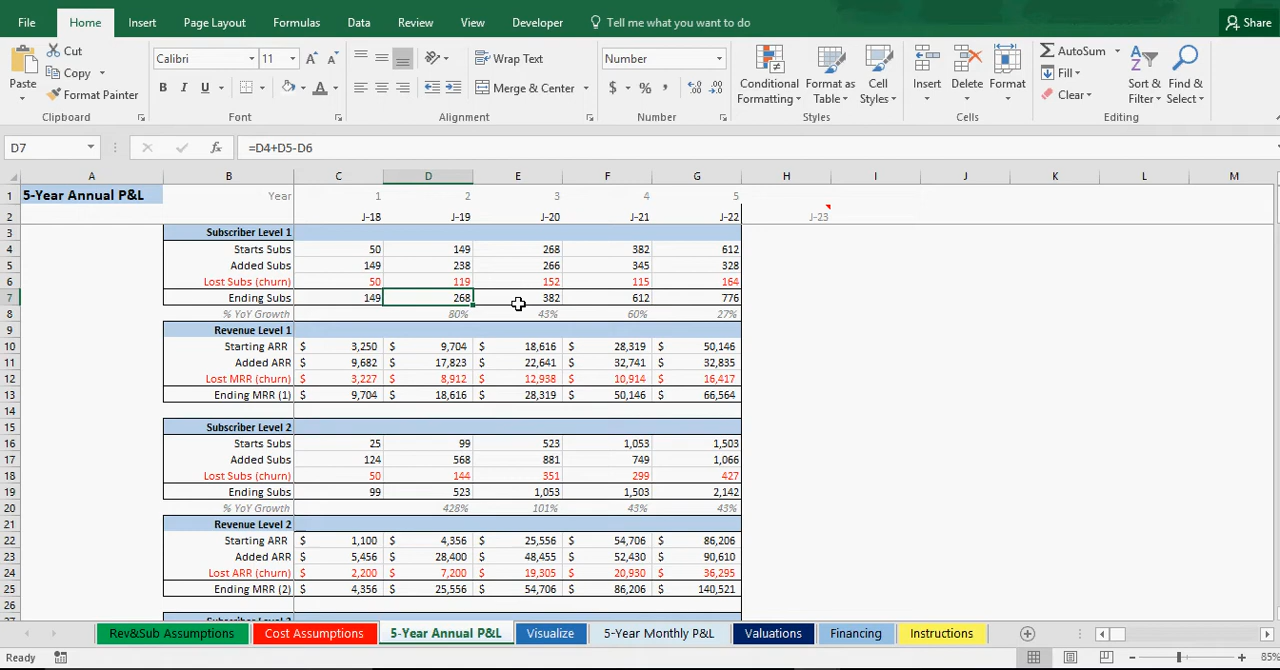 File Home Insert Page Layout Formulas Data Review View Developer Tell me what you want to do Share
Cut Calibri 11 Wrap Text Number AutoSum
Copy Fill
Paste Format Painter B I U Merge & Center $ % , Conditional Formatting Format as Table Cell Styles Insert Delete Format Clear Sort & Filter Find & Select
Clipboard Font Alignment Number Styles Cells Editing
D7 fx =D4+D5-D6
A B C D E F G H I J K L M
1 5-Year Annual P&L Year 1 2 3 4 5
2 J-18 J-19 J-20 J-21 J-22 J-23
3 Subscriber Level 1
4 Starts Subs 50 149 268 382 612
5 Added Subs 149 238 266 345 328
6 Lost Subs (churn) 50 119 152 115 164
7 Ending Subs 149 268 382 612 776
8 % YoY Growth 80% 43% 60% 27%
9 Revenue Level 1
10 Starting ARR $ 3,250 $ 9,704 $ 18,616 $ 28,319 $ 50,146
11 Added ARR $ 9,682 $ 17,823 $ 22,641 $ 32,741 $ 32,835
12 Lost MRR (churn) $ 3,227 $ 8,912 $ 12,938 $ 10,914 $ 16,417
13 Ending MRR (1) $ 9,704 $ 18,616 $ 28,319 $ 50,146 $ 66,564
14
15 Subscriber Level 2
16 Starts Subs 25 99 523 1,053 1,503
17 Added Subs 124 568 881 749 1,066
18 Lost Subs (churn) 50 144 351 299 427
19 Ending Subs 99 523 1,053 1,503 2,142
20 % YoY Growth 428% 101% 43% 43%
21 Revenue Level 2
22 Starting ARR $ 1,100 $ 4,356 $ 25,556 $ 54,706 $ 86,206
23 Added ARR $ 5,456 $ 28,400 $ 48,455 $ 52,430 $ 90,610
24 Lost ARR (churn) $ 2,200 $ 7,200 $ 19,305 $ 20,930 $ 36,295
25 Ending MRR (2) $ 4,356 $ 25,556 $ 54,706 $ 86,206 $ 140,521
26
Rev&Sub Assumptions Cost Assumptions 5-Year Annual P&L Visualize 5-Year Monthly P&L Valuations Financing Instructions
Ready 85%